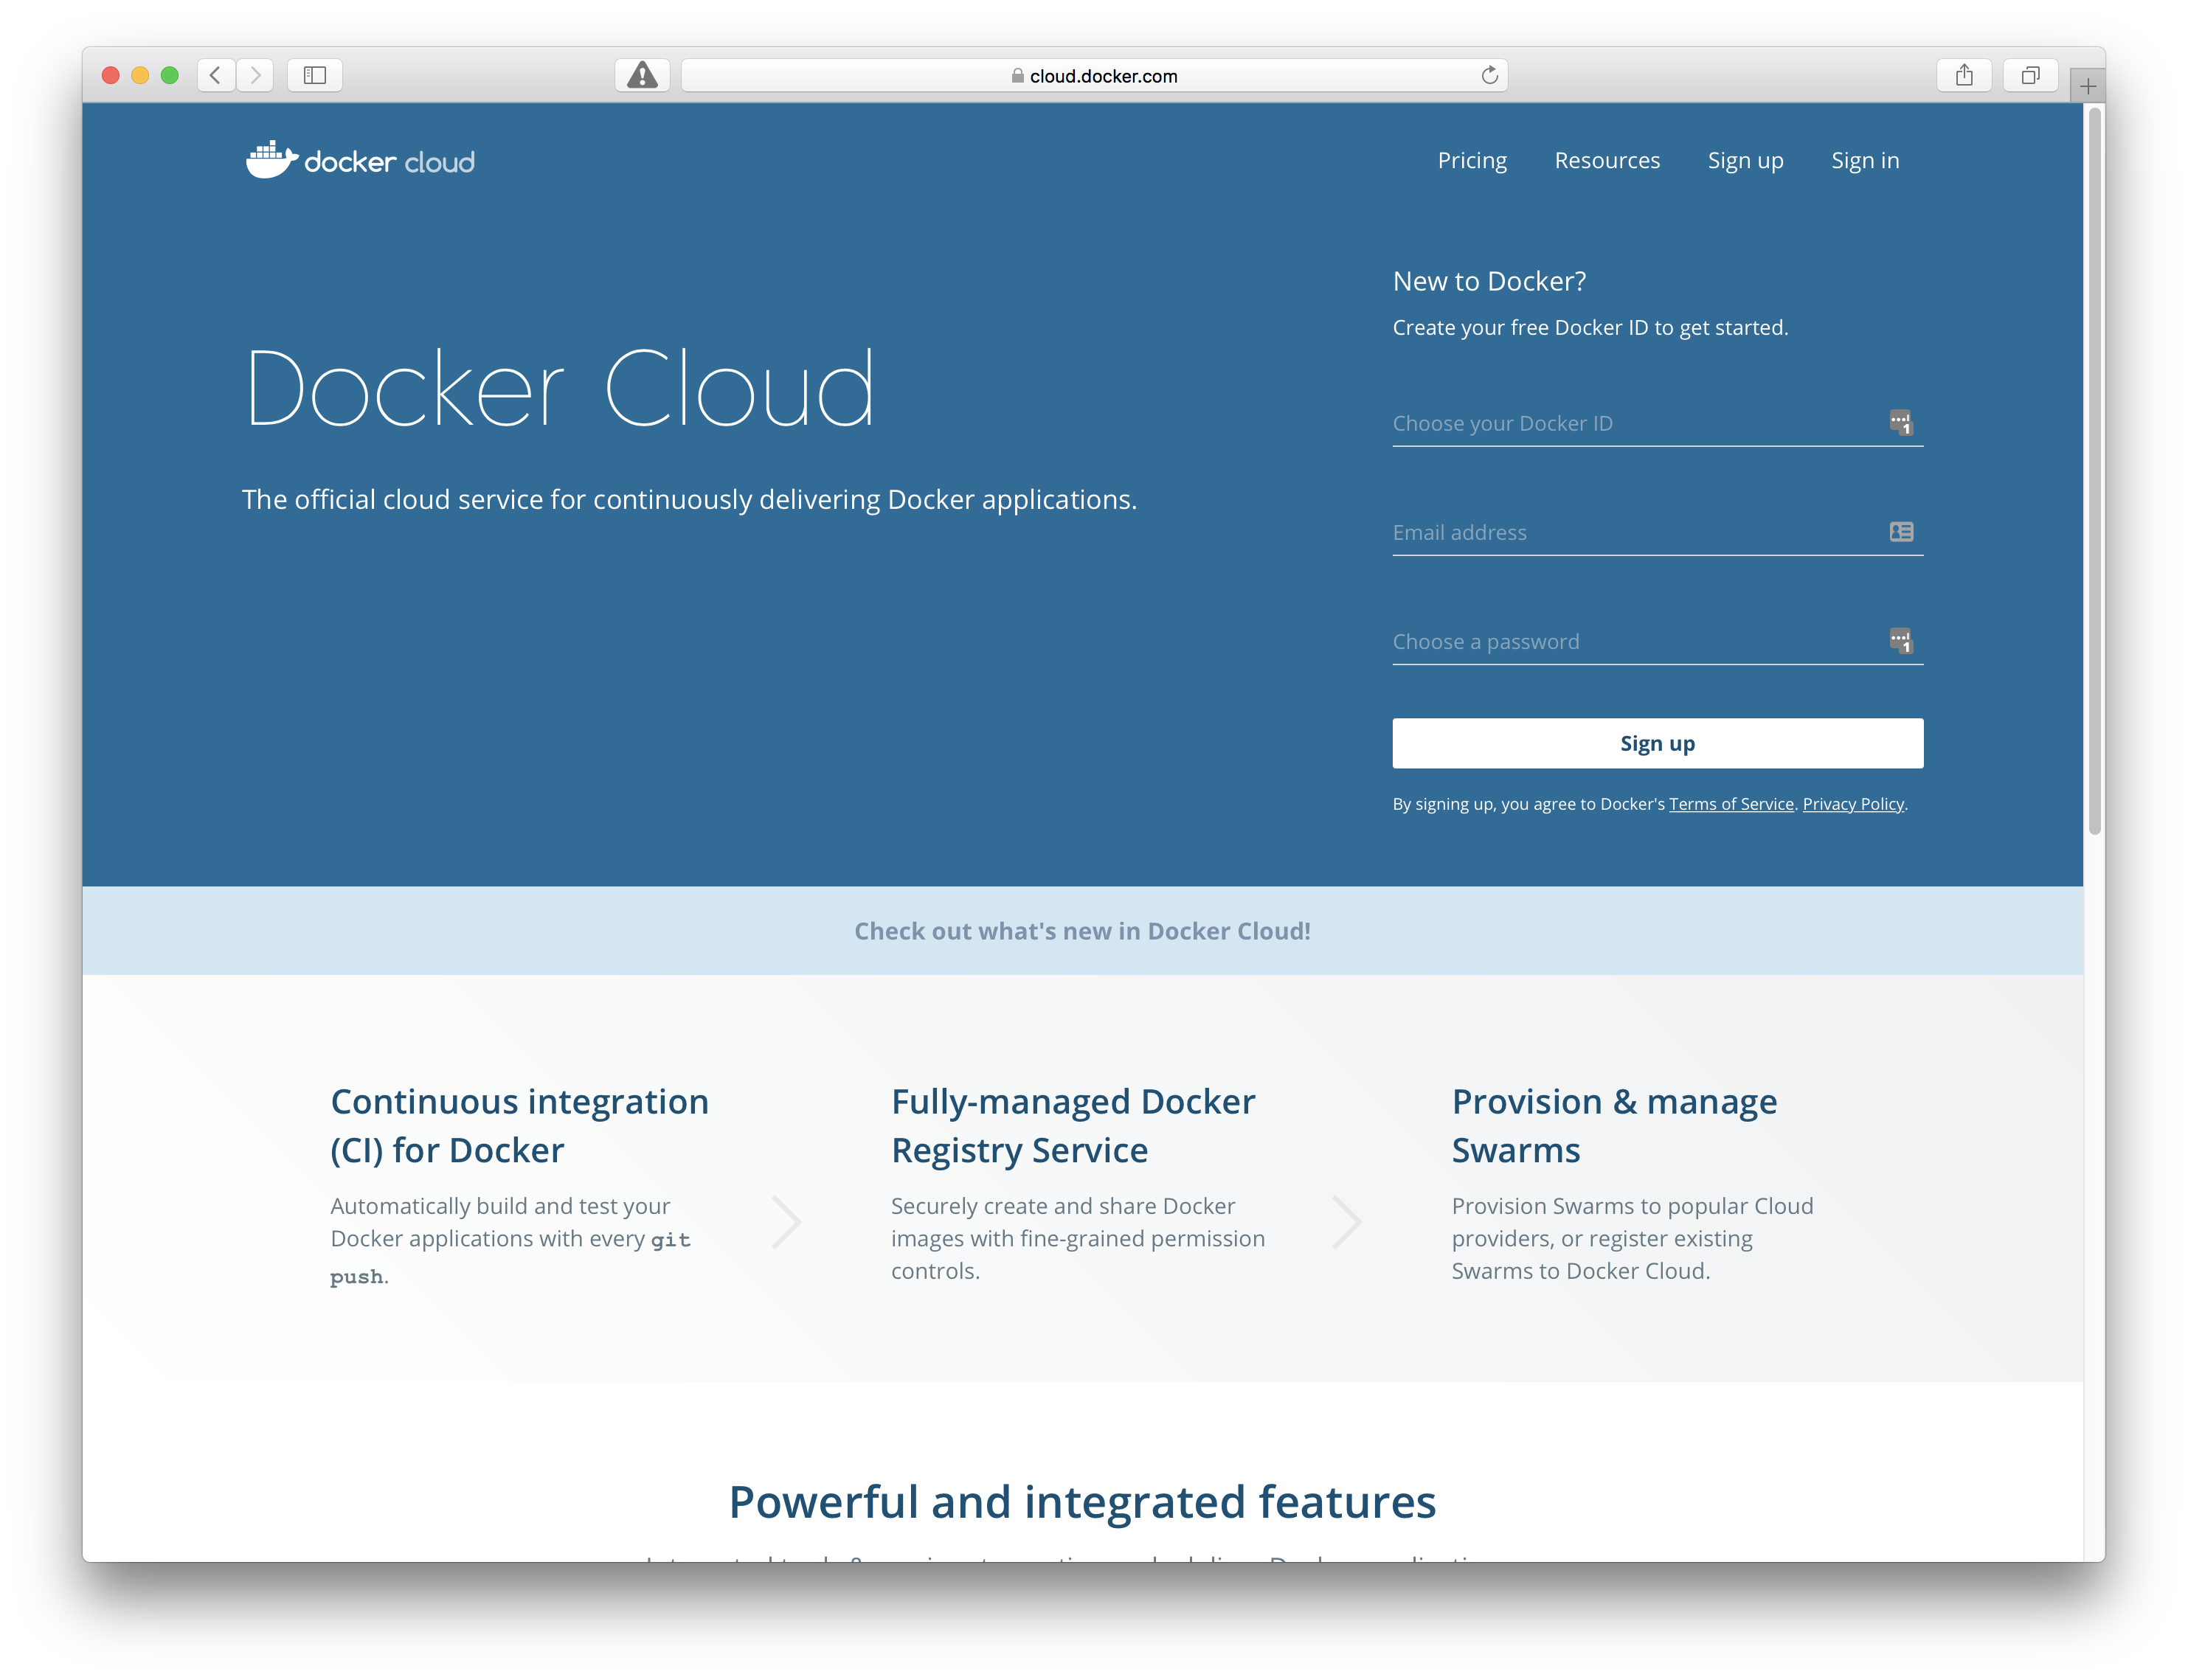 cloud.docker.com
docker cloud
Pricing Resources Sign up Sign in
New to Docker?
Create your free Docker ID to get started.
Docker Cloud
The official cloud service for continuously delivering Docker applications.
Choose your Docker ID
Email address
Choose a password
Sign up
By signing up, you agree to Docker's Terms of Service. Privacy Policy.
Check out what's new in Docker Cloud!
Continuous integration
(CI) for Docker
Automatically build and test your
Docker applications with every git
push.
Fully-managed Docker
Registry Service
Securely create and share Docker
images with fine-grained permission
controls.
Provision & manage
Swarms
Provision Swarms to popular Cloud
providers, or register existing
Swarms to Docker Cloud.
Powerful and integrated features